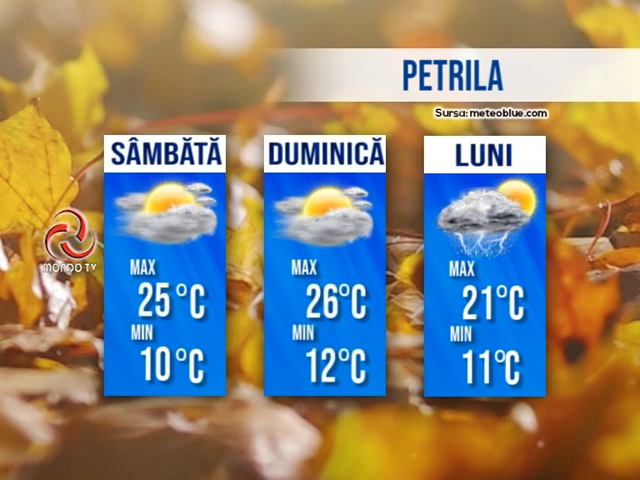 PETRILA
Sursa: meteoblue.com
SÂMBĂTĂ
MAX
25°C
MIN
10°C
DUMINICĂ
MAX
26°C
MIN
12°C
LUNI
MAX
21°C
MIN
11°C
MONDO TV